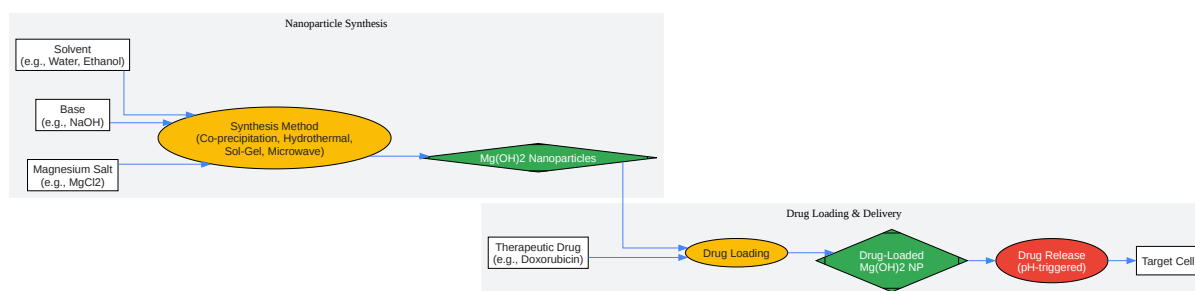 Nanoparticle Synthesis
Solvent
(e.g., Water, Ethanol)
Base
(e.g., NaOH)
Magnesium Salt
(e.g., MgCl2)
Synthesis Method
(Co-precipitation, Hydrothermal,
Sol-Gel, Microwave)
Mg(OH)2 Nanoparticles
Drug Loading & Delivery
Therapeutic Drug
(e.g., Doxorubicin)
Drug Loading
Drug-Loaded
Mg(OH)2 NP
Drug Release
(pH-triggered)
Target Cell